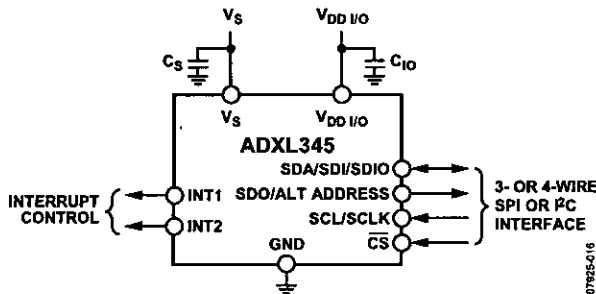 VS
VDD I/O
CS
CIO
VS
VDD I/O
ADXL345
SDA/SDI/SDIO
INTERRUPT
CONTROL
INT1
INT2
SDO/ALT ADDRESS
SCL/SCLK
CS
GND
3- OR 4-WIRE
SPI OR I²C
INTERFACE
07925-016